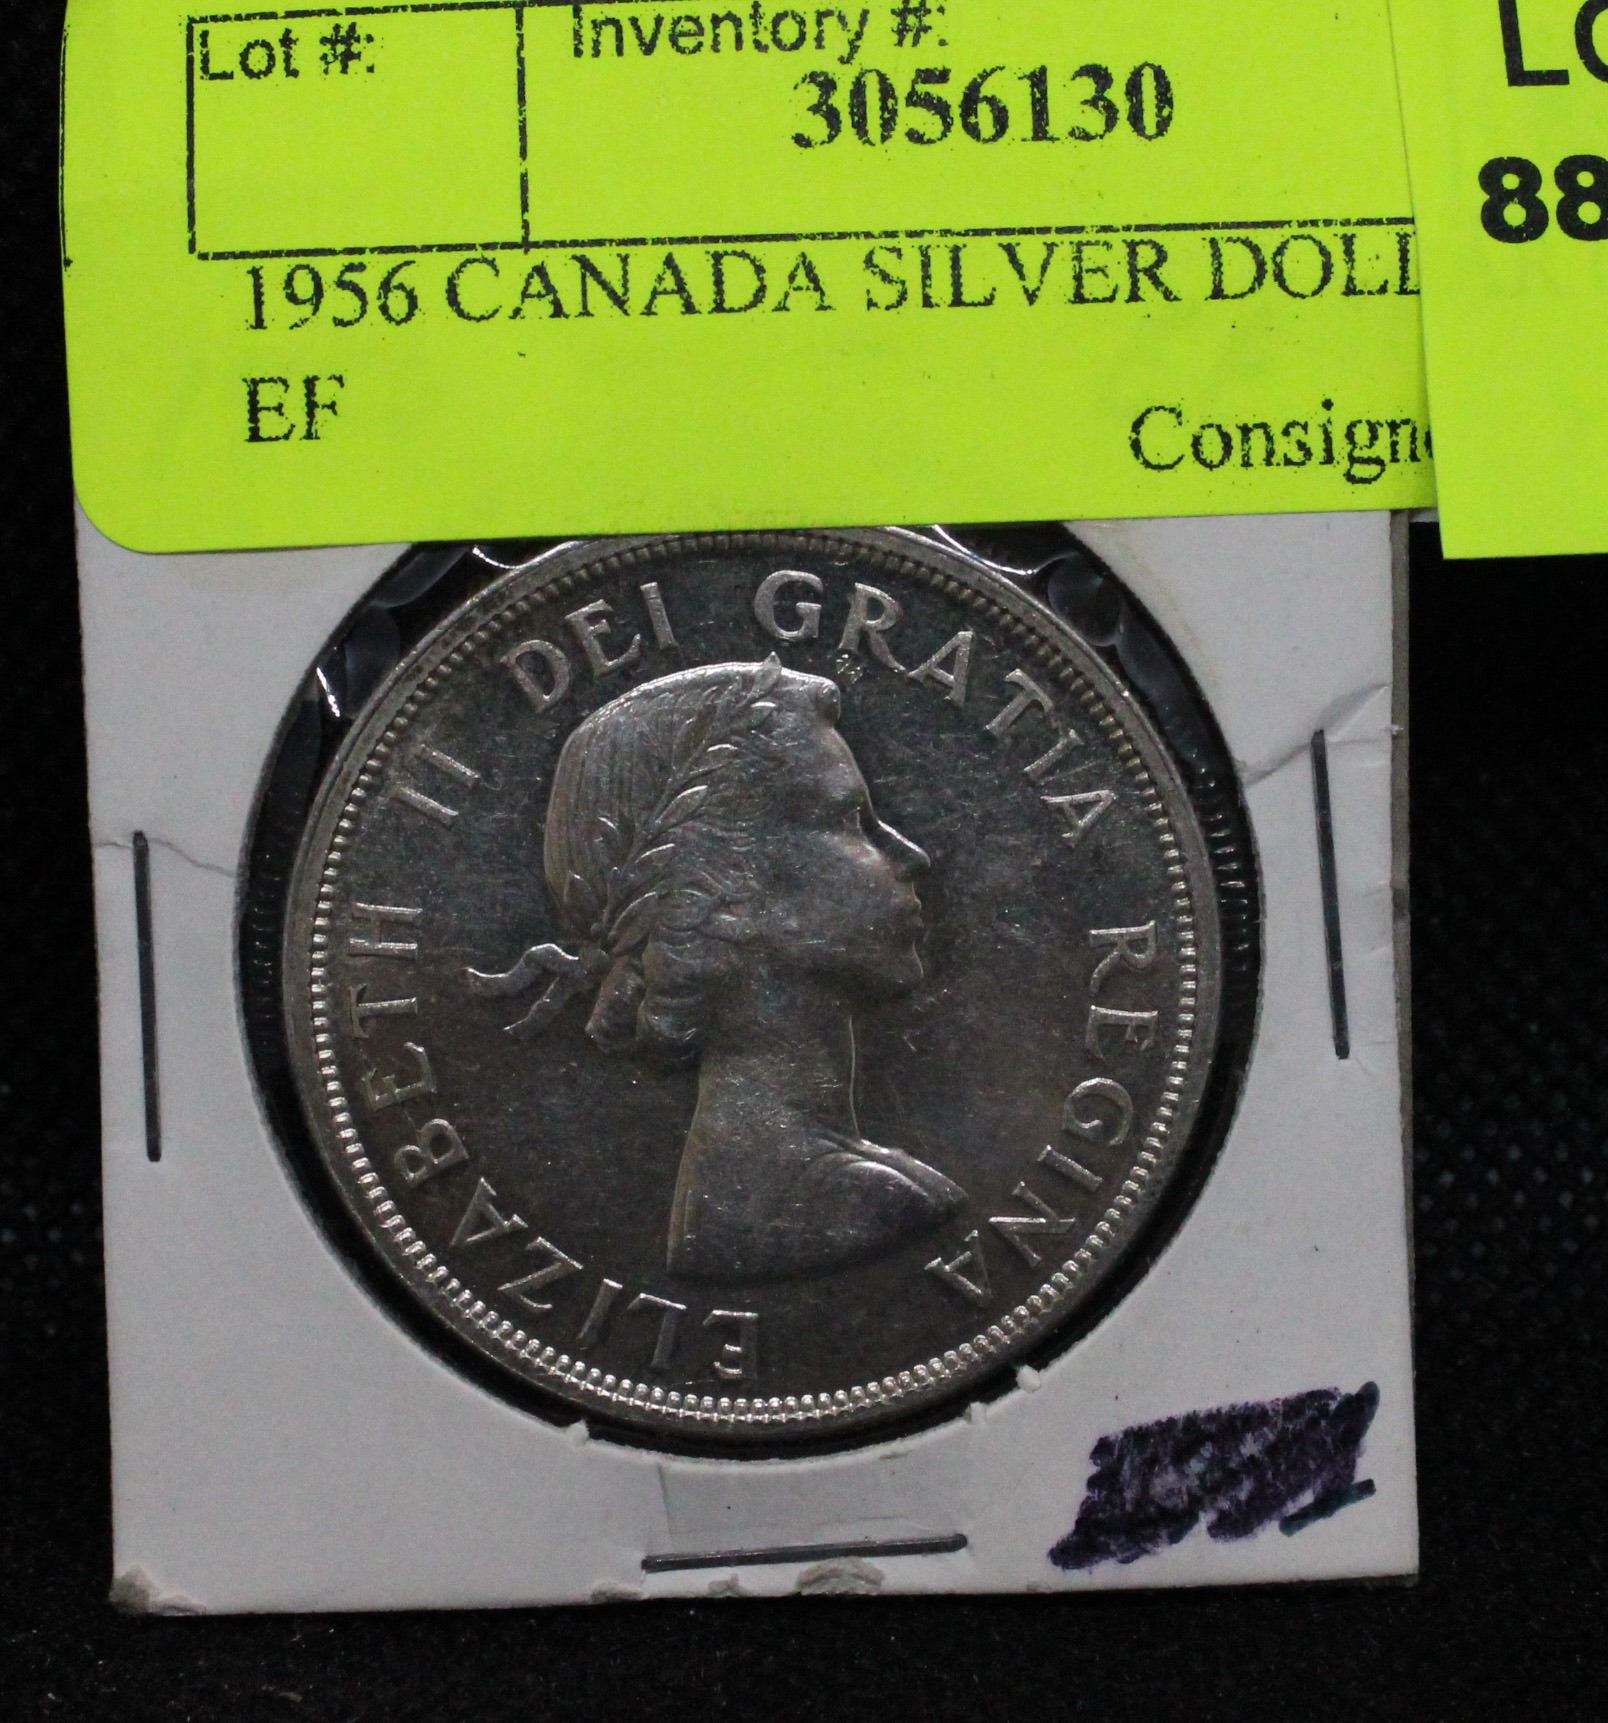 Lot #:
Inventory #:
3056130
1956 CANADA SILVER DOLL
EF
Consign
LO
88
ELIZABETH II DEI GRATIA REGINA